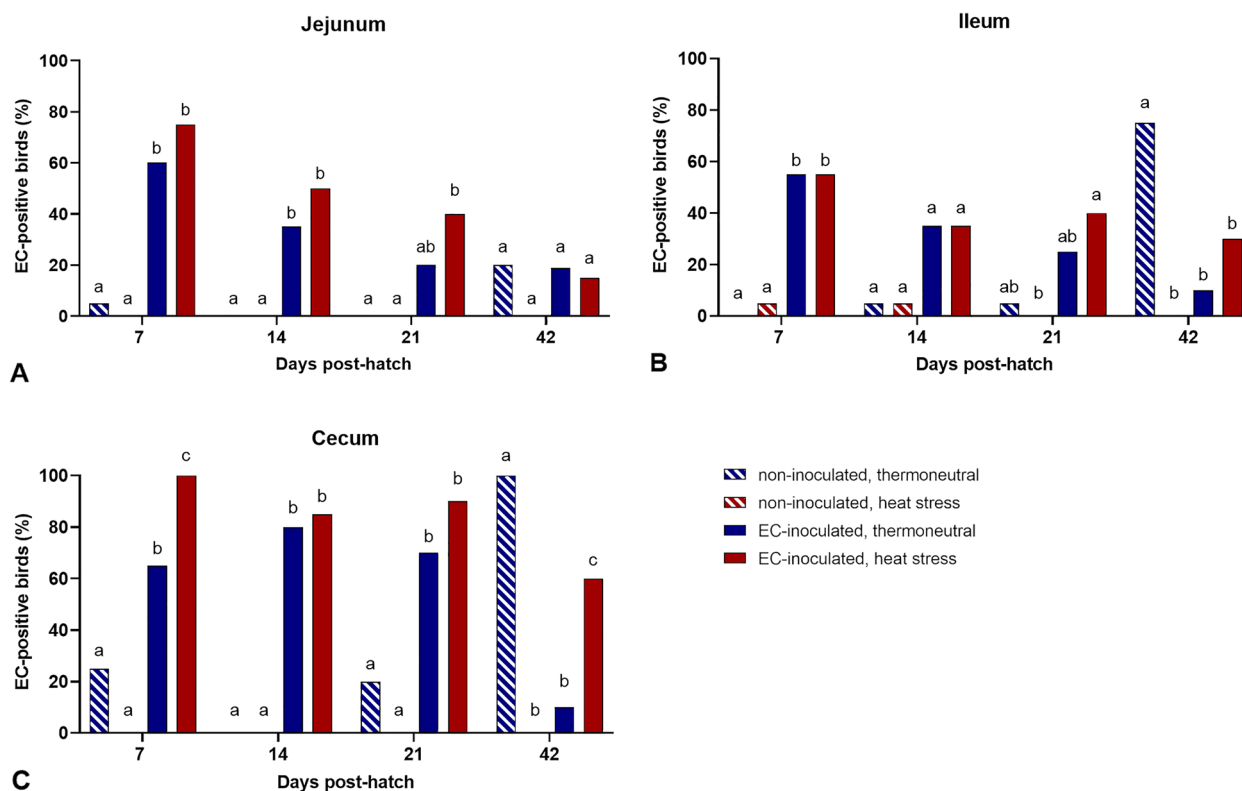 Jejunum
EC-positive birds (%)
100
80
60
40
20
0
a a b b
a a b b
a a ab b
a a a a
7 14 21 42
Days post-hatch
A
Ileum
EC-positive birds (%)
100
80
60
40
20
0
a a b b
a a a a
ab b ab a
a b b b
7 14 21 42
Days post-hatch
B
Cecum
EC-positive birds (%)
100
80
60
40
20
0
a a b c
a a b b
a a b b
a b b c
7 14 21 42
Days post-hatch
C
non-inoculated, thermoneutral
non-inoculated, heat stress
EC-inoculated, thermoneutral
EC-inoculated, heat stress